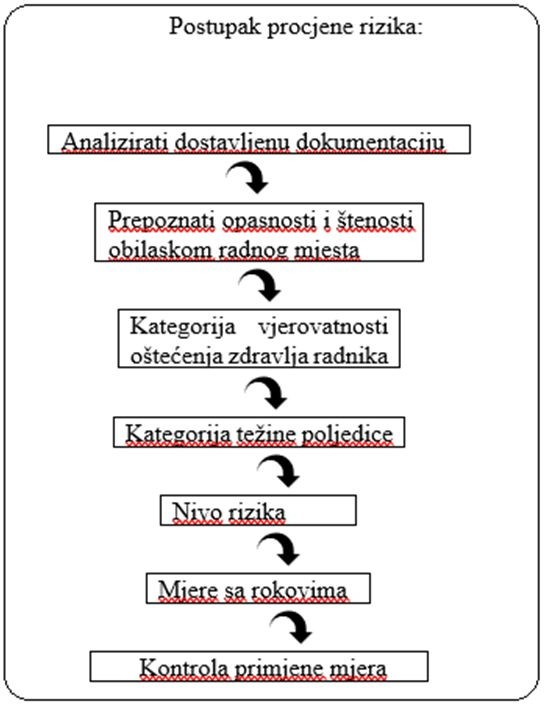 Postupak procjene rizika:
Analizirati dostavljenu dokumentaciju
Prepoznati opasnosti i štenosti
obilaskom radnog mjesta
Kategorija vjerovatnosti
oštećenja zdravlja radnika
Kategorija težine poljedice
Nivo rizika
Mjere sa rokovima
Kontrola primjene mjera